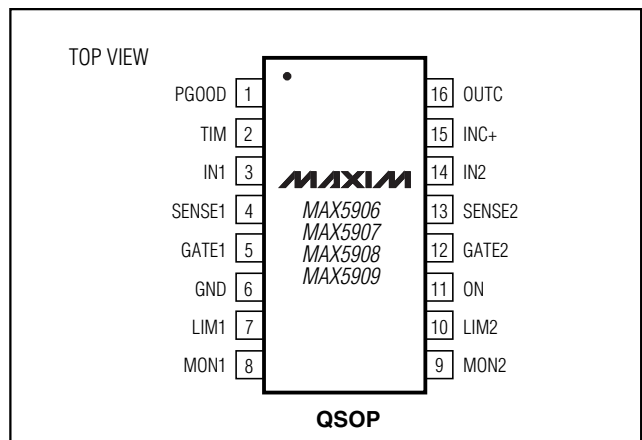 TOP VIEW
PGOOD 1
TIM 2
IN1 3
SENSE1 4
GATE1 5
GND 6
LIM1 7
MON1 8
MAXIM
MAX5906
MAX5907
MAX5908
MAX5909
16 OUTC
15 INC+
14 IN2
13 SENSE2
12 GATE2
11 ON
10 LIM2
9 MON2
QSOP